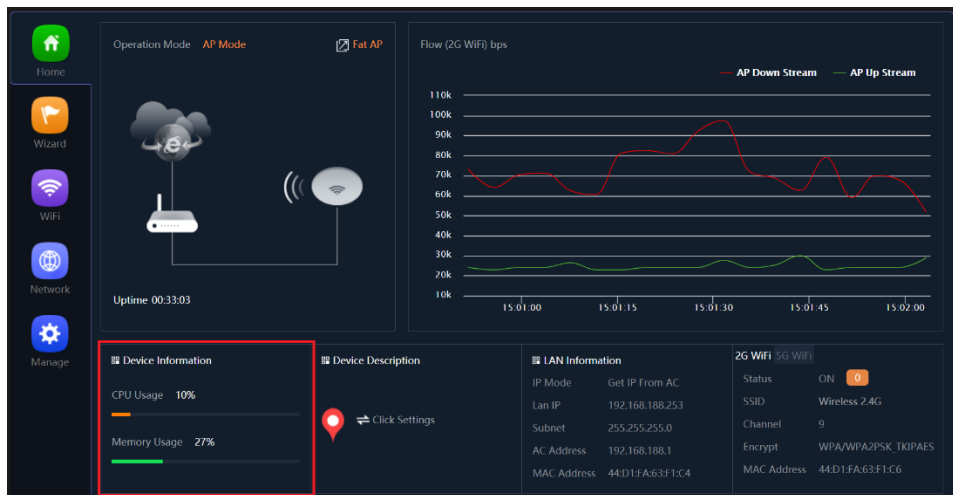 Home
Wizard
WiFi
Network
Manage
Operation Mode AP Mode Fat AP
Uptime 00:33:03
Flow (2G WiFi) bps
AP Down Stream AP Up Stream
110k
100k
90k
80k
70k
60k
50k
40k
30k
20k
10k
15:01:00 15:01:15 15:01:30 15:01:45 15:02:00
Device Information
CPU Usage 10%
Memory Usage 27%
Device Description
Click Settings
LAN Information
IP Mode Get IP From AC
Lan IP 192.168.188.253
Subnet 255.255.255.0
AC Address 192.168.188.1
MAC Address 44:D1:FA:63:F1:C4
2G WiFi 5G WiFi
Status ON 0
SSID Wireless 2.4G
Channel 9
Encrypt WPA/WPA2PSK_TKIPAES
MAC Address 44:D1:FA:63:F1:C6